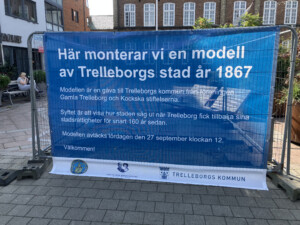 Här monterar vi en modell
av Trelleborgs stad år 1867
Modellen är en gåva till Trelleborgs kommun från föreningen
Gamla Trelleborg och Kockska stiftelserna.
Syftet är att visa hur staden såg ut när Trelleborg fick tillbaka sina
stadsrättigheter för snart 160 år sedan.
Modellen avtäcks lördagen den 27 september klockan 12.
Välkommen!
TRELLEBORGS KOMMUN